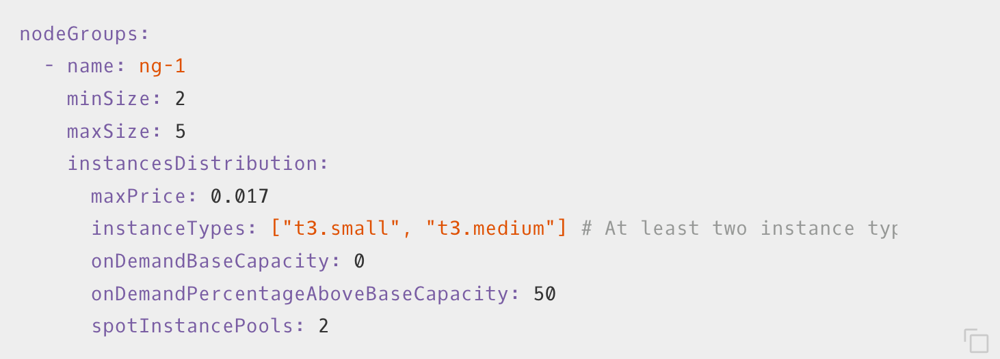 nodeGroups:
  - name: ng-1
    minSize: 2
    maxSize: 5
    instancesDistribution:
      maxPrice: 0.017
      instanceTypes: ["t3.small", "t3.medium"] # At least two instance typ
      onDemandBaseCapacity: 0
      onDemandPercentageAboveBaseCapacity: 50
      spotInstancePools: 2